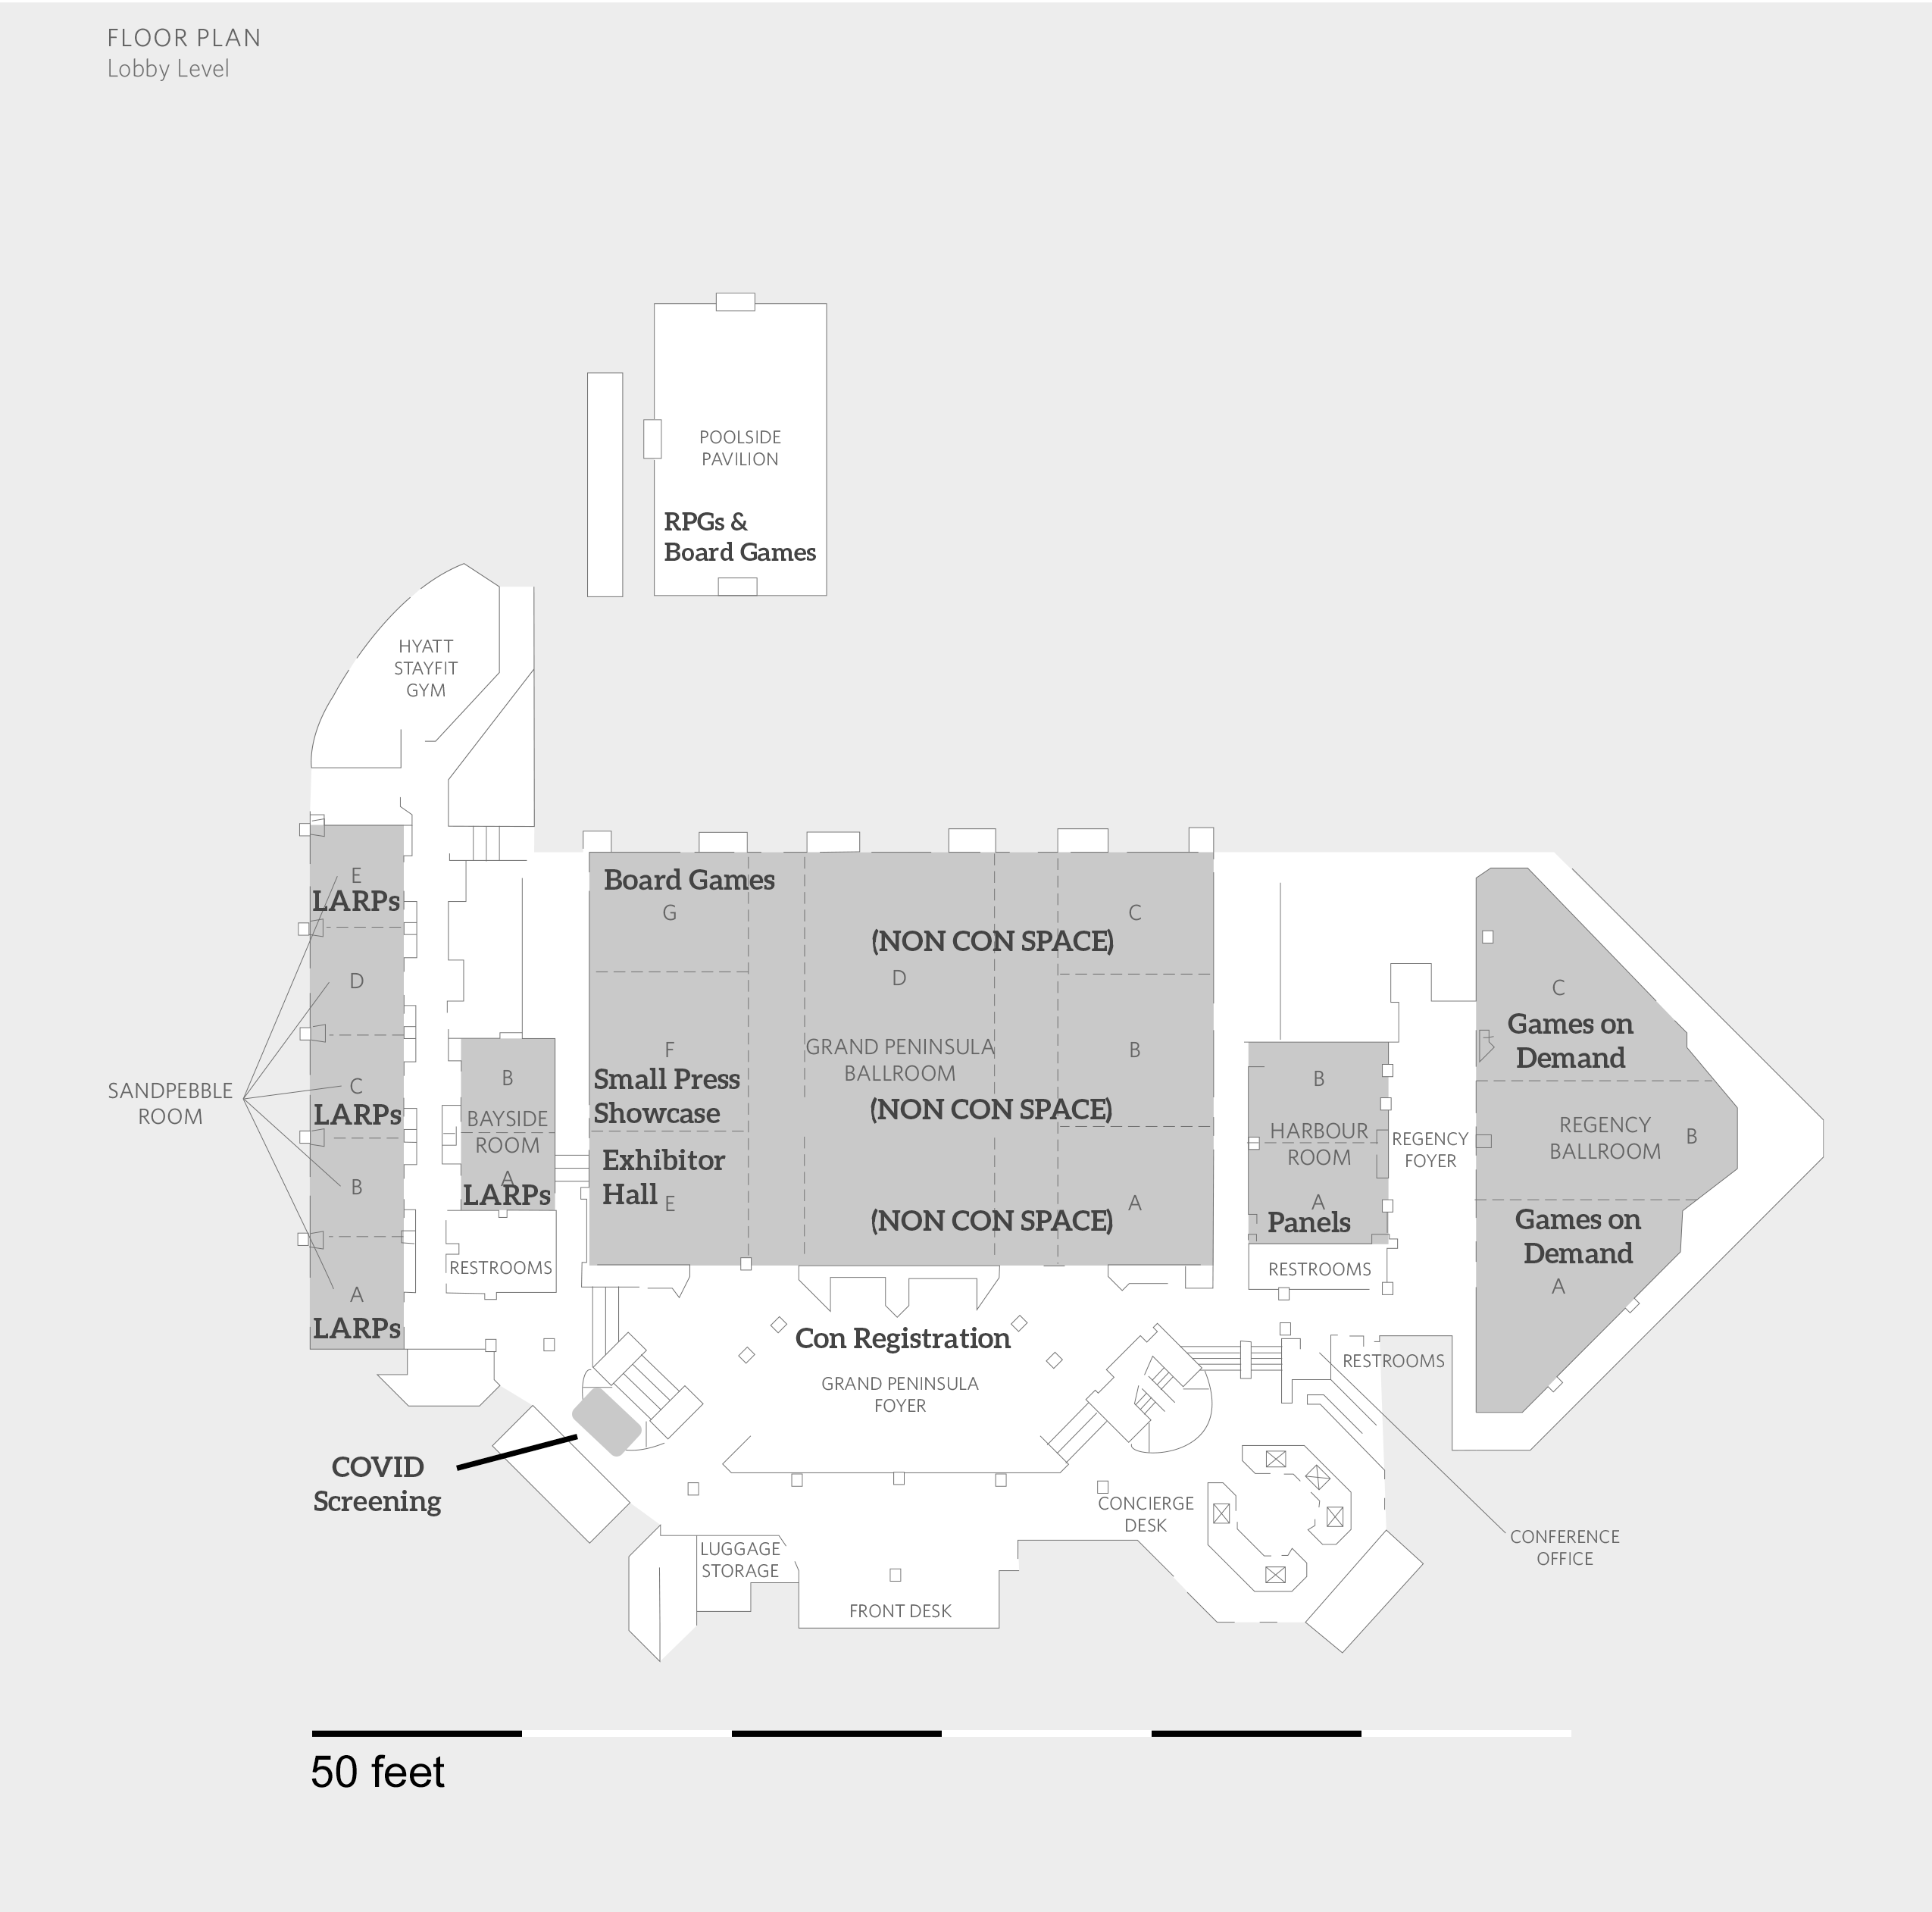 FLOOR PLAN
Lobby Level
POOLSIDE
PAVILION
RPGs &
Board Games
HYATT
STAYFIT
GYM
E
LARPs
D
SANDPEBBLE
ROOM
C
LARPs
B
A
LARPs
B
BAYSIDE
ROOM
A
LARPs
RESTROOMS
Board Games
G
F
Small Press
Showcase
Exhibitor
Hall
E
(NON CON SPACE)
D
GRAND PENINSULA
BALLROOM
(NON CON SPACE)
(NON CON SPACE)
C
B
A
B
HARBOUR
ROOM
A
Panels
RESTROOMS
REGENCY
FOYER
C
Games on
Demand
REGENCY
BALLROOM
B
Games on
Demand
A
Con Registration
GRAND PENINSULA
FOYER
RESTROOMS
COVID
Screening
CONCIERGE
DESK
CONFERENCE
OFFICE
LUGGAGE
STORAGE
FRONT DESK
50 feet